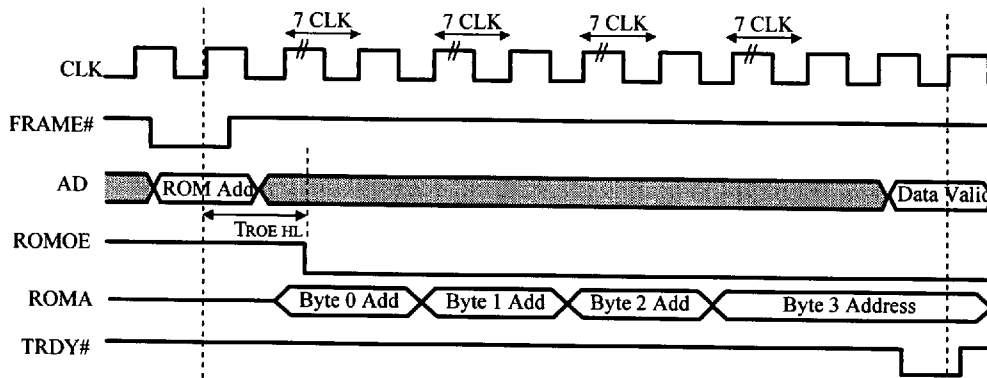 7 CLK 7 CLK 7 CLK 7 CLK
CLK
FRAME#
AD ROM Add Data Valid
TROE HL
ROMOE
ROMA Byte 0 Add Byte 1 Add Byte 2 Add Byte 3 Address
TRDY#